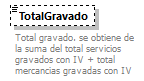 TotalGravado
Total gravado, se obtiene de
la suma del total servicios
gravados con IV + total
mercancias gravadas con IV